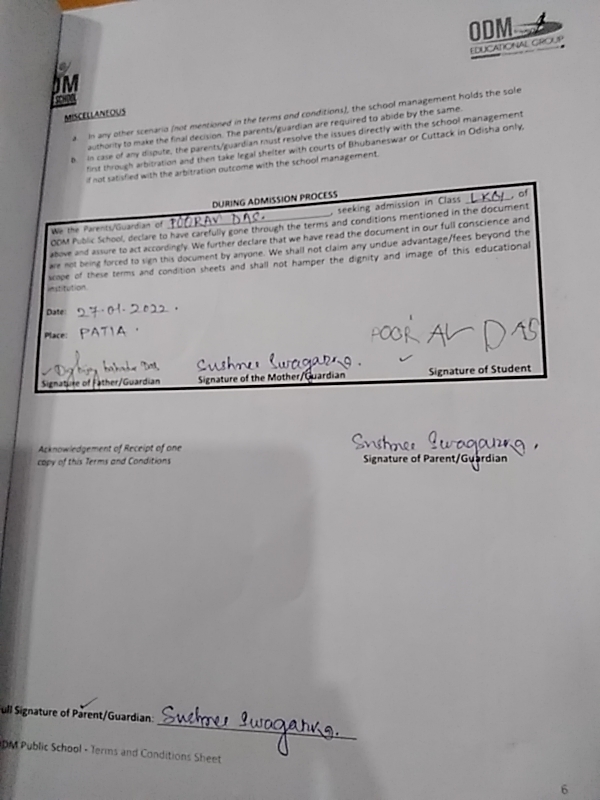 ODM
EDUCATIONAL GROUP
DM
SCHOOL
MISCELLANEOUS
a. In any other scenario (not mentioned in the terms and conditions), the school management holds the sole
authority to make the final decision. The parents/guardian are required to abide by the same.
b. In case of any dispute, the parents/guardian must resolve the issues directly with the school management
first through arbitration and then take legal shelter with courts of Bhubaneswar or Cuttack in Odisha only,
if not satisfied with the arbitration outcome with the school management.
DURING ADMISSION PROCESS
We the Parents/Guardian of POORAV DAS. , seeking admission in Class LKG, of
ODM Public School, declare to have carefully gone through the terms and conditions mentioned in the document
above and assure to act accordingly. We further declare that we have read the document in our full conscience and
are not being forced to sign this document by anyone. We shall not claim any undue advantage/fees beyond the
scope of these terms and condition sheets and shall not hamper the dignity and image of this educational
institution.
Date: 27.01.2022.
Place: PATIA.
POORAV DAS
Das Sushree Swagatika.
Signature of Father/Guardian Signature of the Mother/Guardian Signature of Student
Acknowledgement of Receipt of one
copy of this Terms and Conditions
Sushree Swagatika.
Signature of Parent/Guardian
ull Signature of Parent/Guardian: Sushree Swagatika.
DM Public School - Terms and Conditions Sheet
6